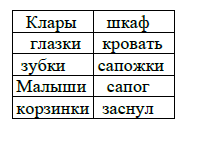 Клары шкаф
глазки кровать
зубки сапожки
Малыши сапог
корзинки заснул